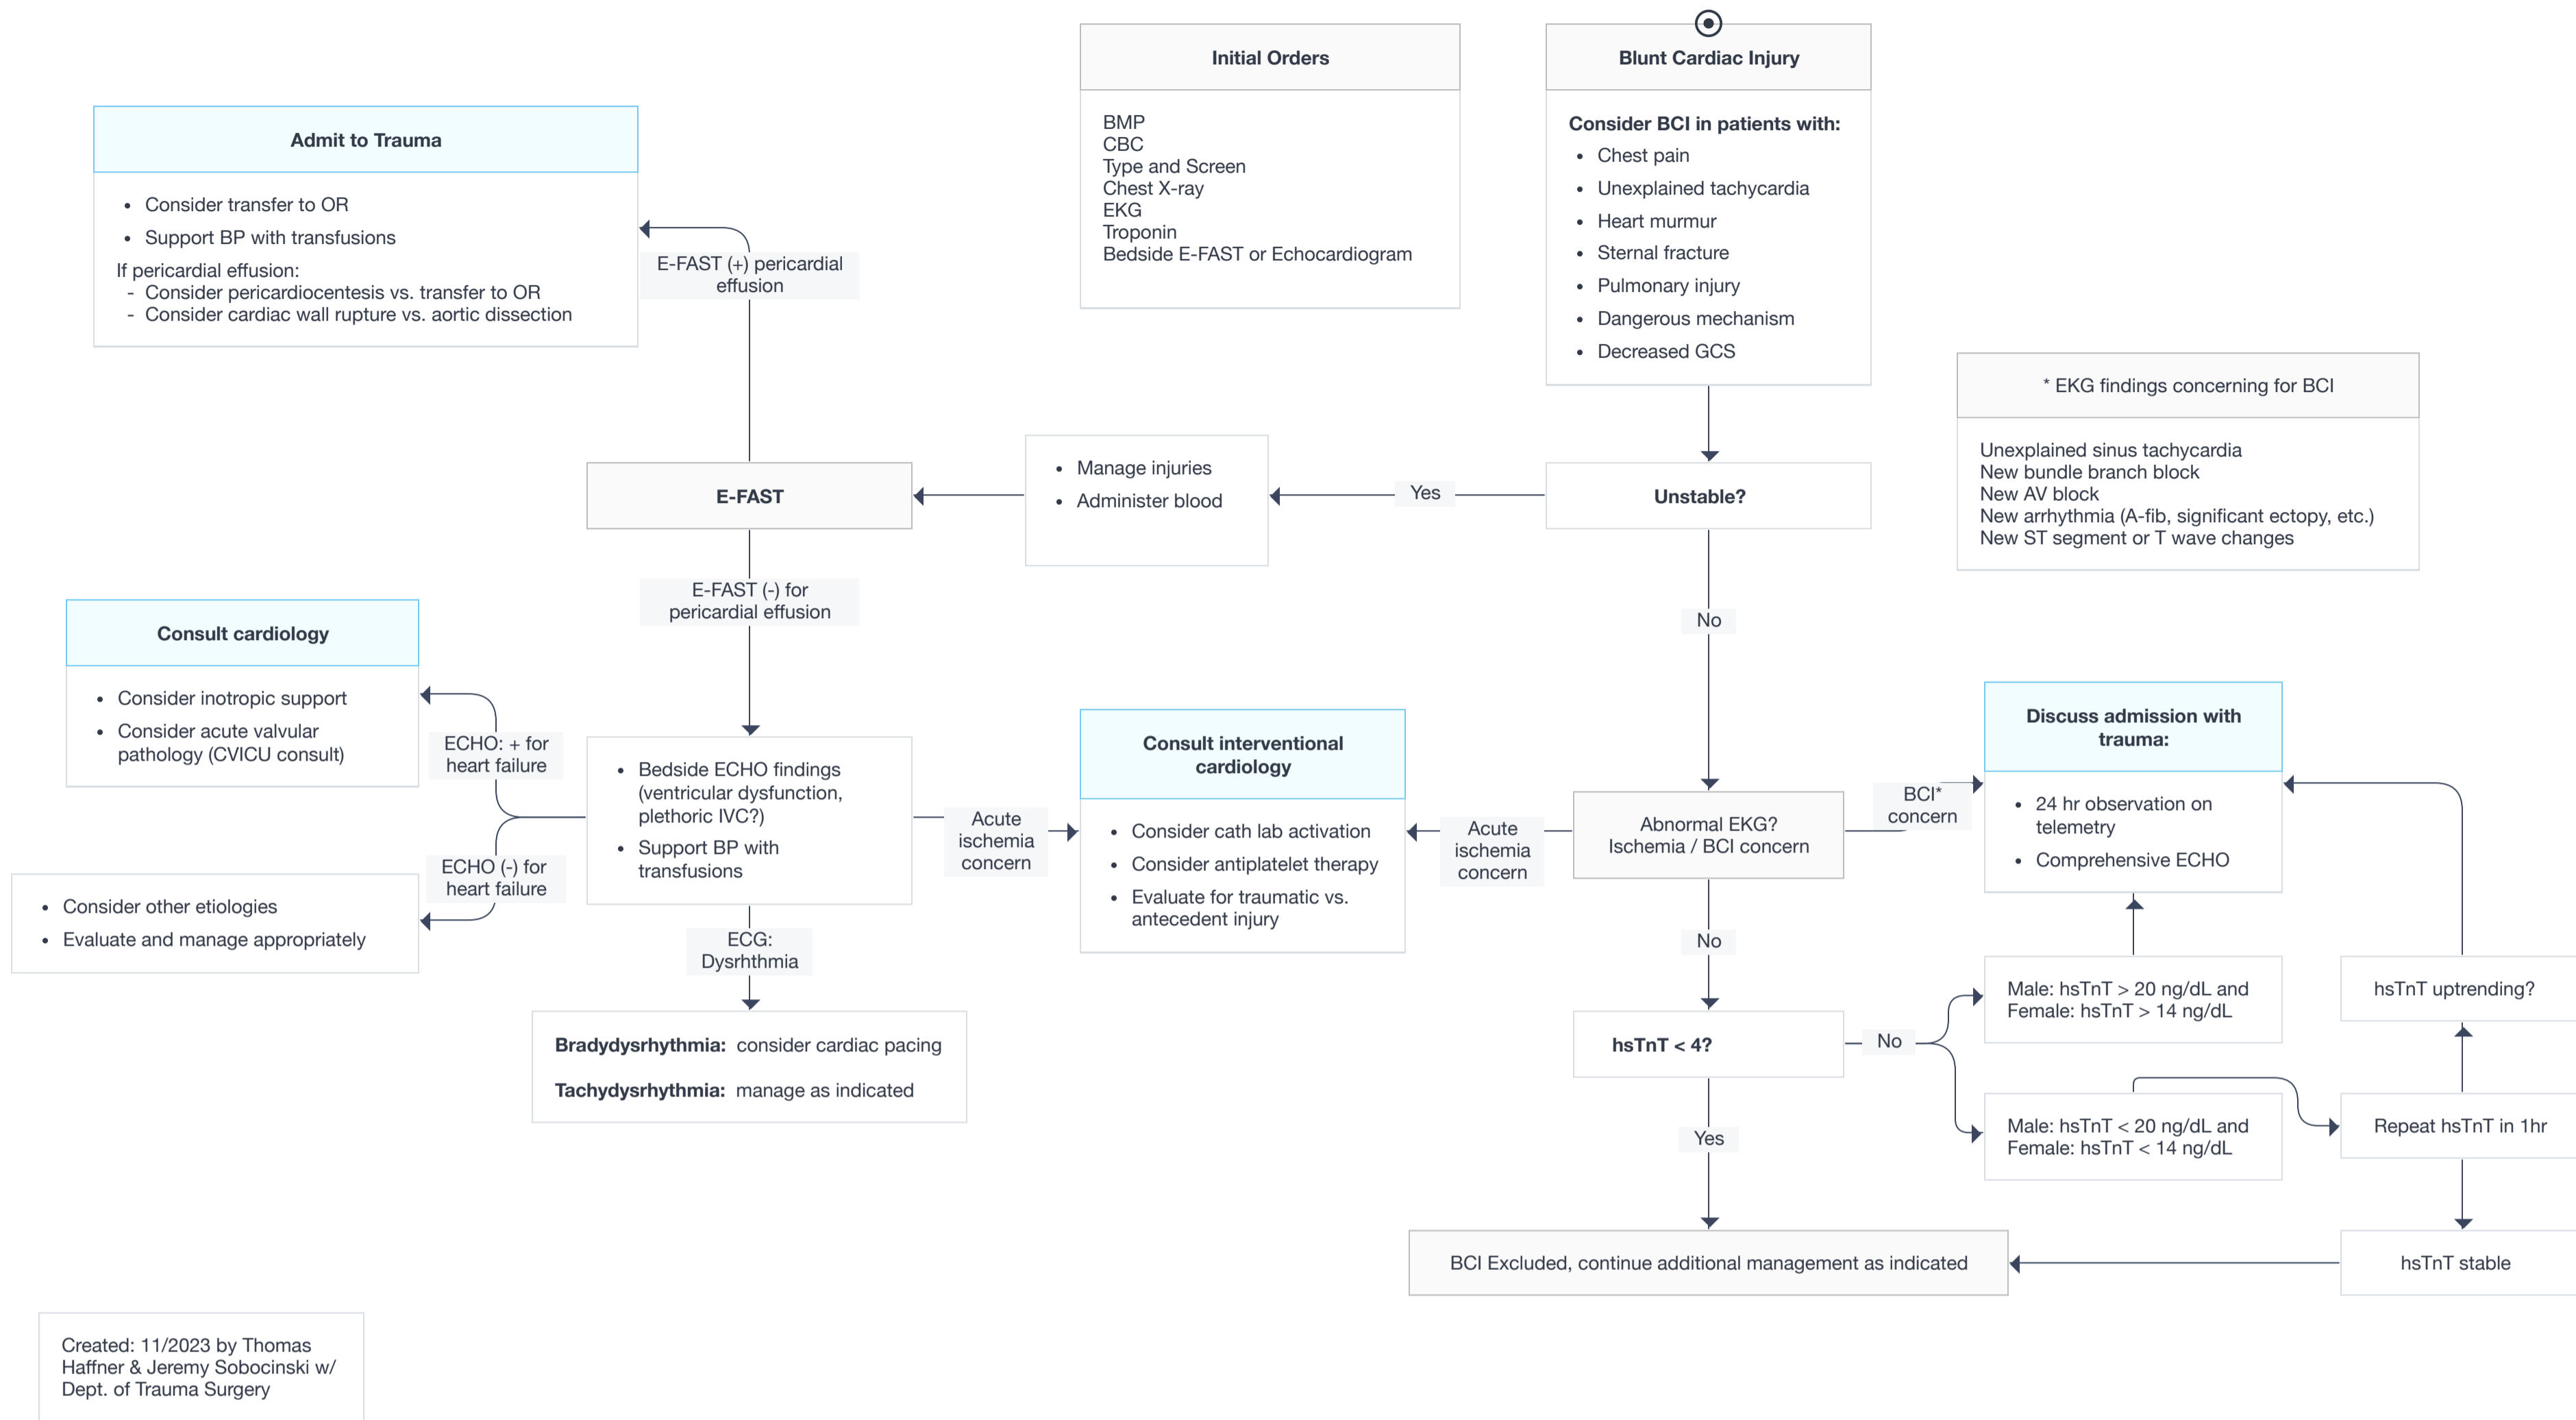 Initial Orders
BMP
CBC
Type and Screen
Chest X-ray
EKG
Troponin
Bedside E-FAST or Echocardiogram
Blunt Cardiac Injury
Consider BCI in patients with:
• Chest pain
• Unexplained tachycardia
• Heart murmur
• Sternal fracture
• Pulmonary injury
• Dangerous mechanism
• Decreased GCS
Admit to Trauma
• Consider transfer to OR
• Support BP with transfusions
If pericardial effusion:
- Consider pericardiocentesis vs. transfer to OR
- Consider cardiac wall rupture vs. aortic dissection
E-FAST (+) pericardial
effusion
* EKG findings concerning for BCI
Unexplained sinus tachycardia
New bundle branch block
New AV block
New arrhythmia (A-fib, significant ectopy, etc.)
New ST segment or T wave changes
E-FAST
• Manage injuries
• Administer blood
Yes
Unstable?
E-FAST (-) for
pericardial effusion
No
Consult cardiology
• Consider inotropic support
• Consider acute valvular
pathology (CVICU consult)
ECHO: + for
heart failure
ECHO (-) for
heart failure
• Consider other etiologies
• Evaluate and manage appropriately
• Bedside ECHO findings
(ventricular dysfunction,
plethoric IVC?)
• Support BP with
transfusions
Acute
ischemia
concern
Consult interventional
cardiology
• Consider cath lab activation
• Consider antiplatelet therapy
• Evaluate for traumatic vs.
antecedent injury
Acute
ischemia
concern
Abnormal EKG?
Ischemia / BCI concern
BCI*
concern
Discuss admission with
trauma:
• 24 hr observation on
telemetry
• Comprehensive ECHO
ECG:
Dysrhthmia
Bradydysrhythmia: consider cardiac pacing
Tachydysrhythmia: manage as indicated
No
hsTnT < 4?
No
Male: hsTnT > 20 ng/dL and
Female: hsTnT > 14 ng/dL
hsTnT uptrending?
Male: hsTnT < 20 ng/dL and
Female: hsTnT < 14 ng/dL
Repeat hsTnT in 1hr
Yes
BCI Excluded, continue additional management as indicated
hsTnT stable
Created: 11/2023 by Thomas
Haffner & Jeremy Sobocinski w/
Dept. of Trauma Surgery